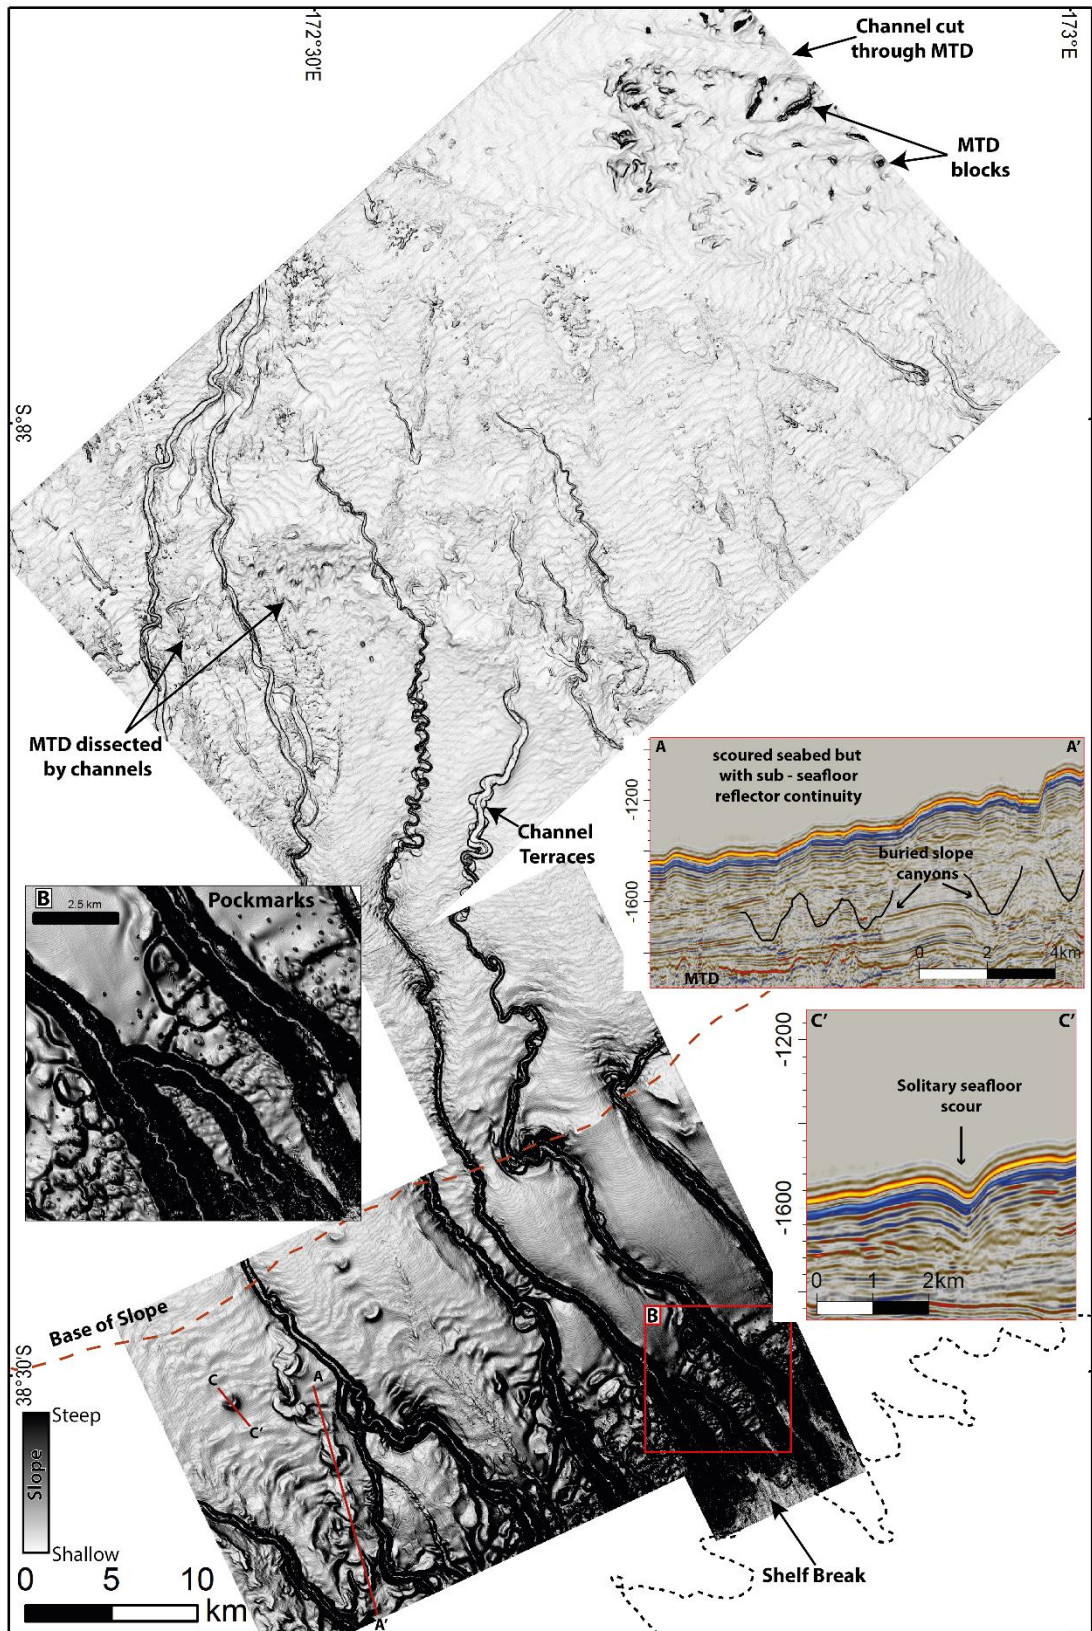 172°30'E
173°E
Channel cut
through MTD
MTD
blocks
38°S
MTD dissected
by channels
Channel
Terraces
A
A'
scoured seabed but
with sub - seafloor
reflector continuity
-1200
buried slope
canyons
-1600
0 2 4km
MTD
B
2.5 km
Pockmarks
C'
C'
-1200
Solitary seafloor
scour
-1600
0 1 2km
Base of Slope
B
38°30'S
C
A
C'
Steep
Slope
Shallow
0 5 10
km
A'
Shelf Break